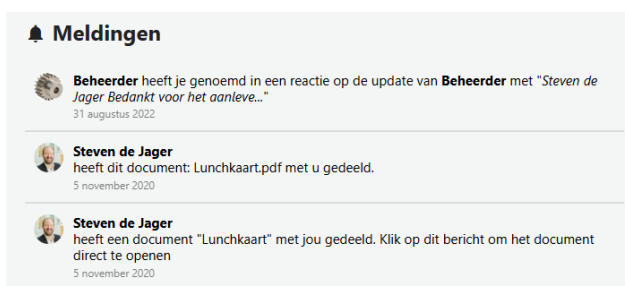 Meldingen
Beheerder heeft je genoemd in een reactie op de update van Beheerder met "Steven de
Jager Bedankt voor het aanleve..."
31 augustus 2022
Steven de Jager
heeft dit document: Lunchkaart.pdf met u gedeeld.
5 november 2020
Steven de Jager
heeft een document "Lunchkaart" met jou gedeeld. Klik op dit bericht om het document
direct te openen
5 november 2020